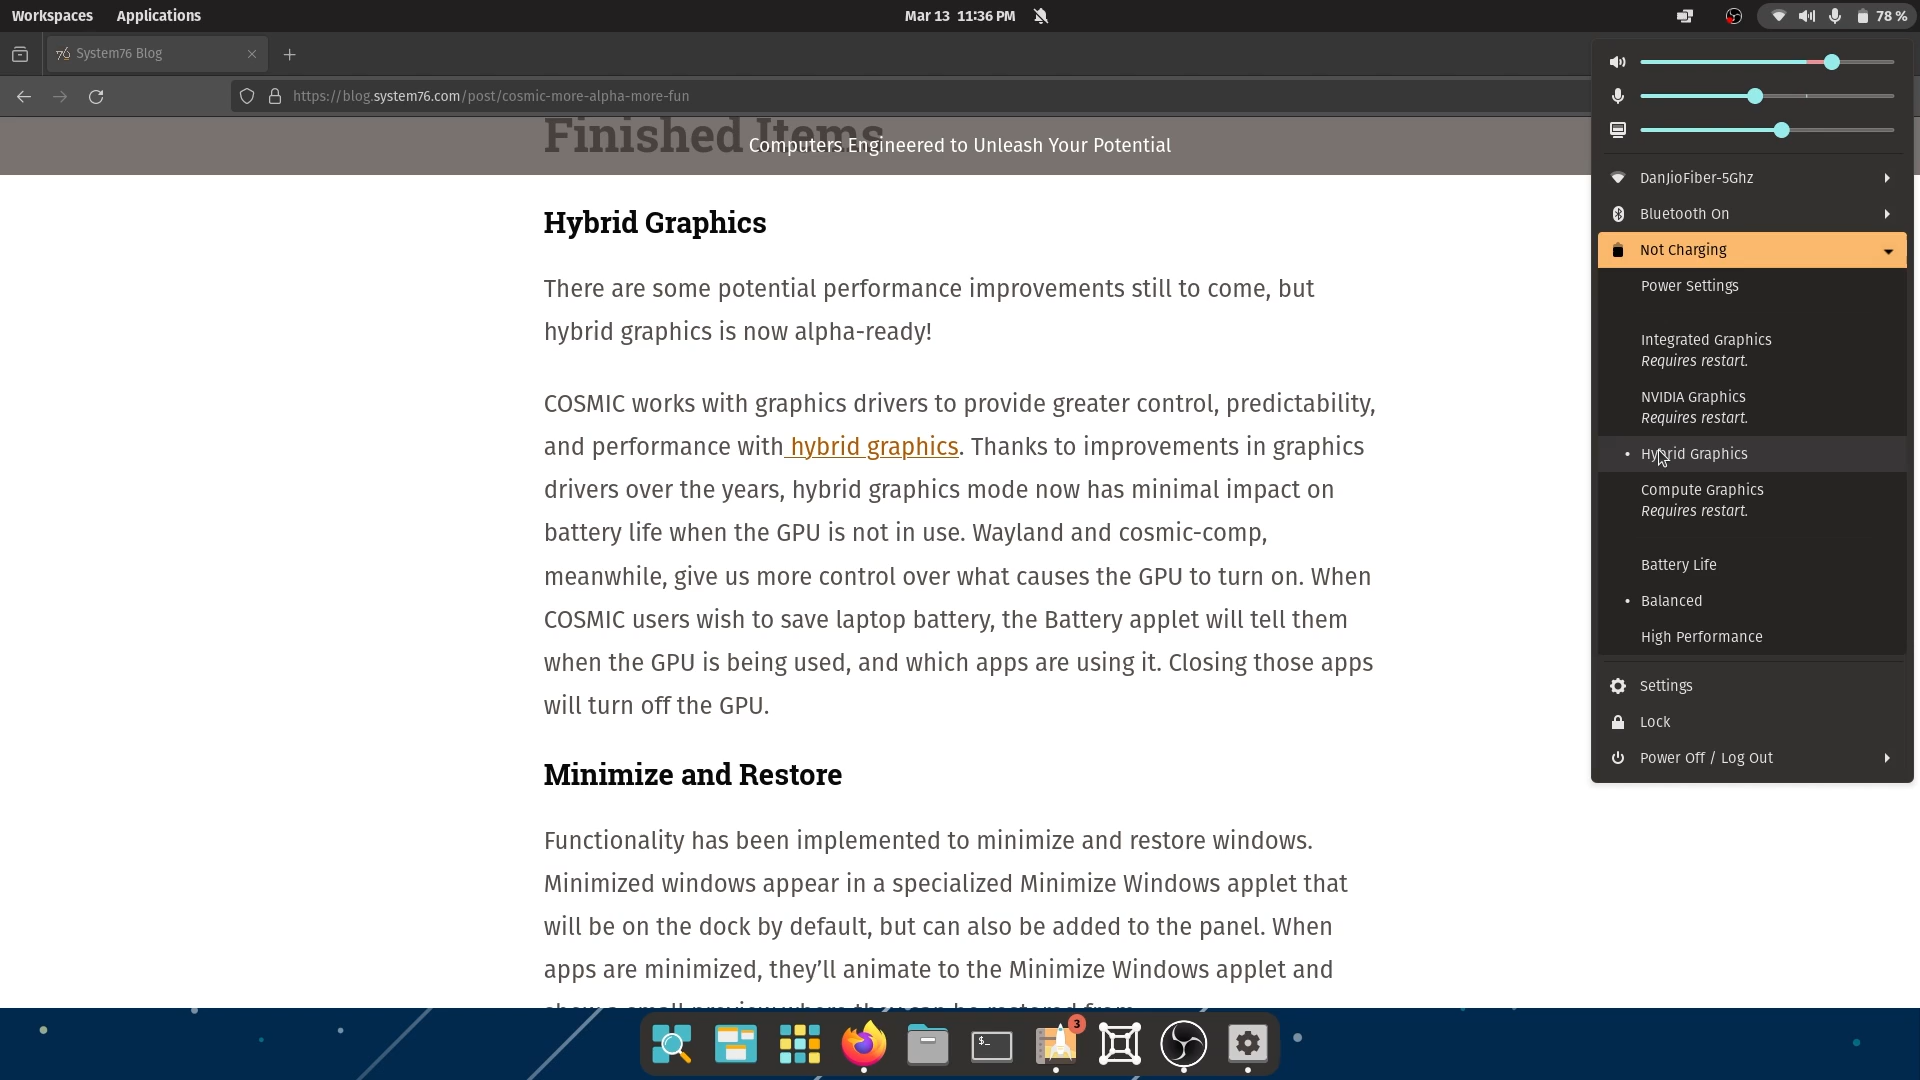 Workspaces Applications Mar 13 11:36 PM 78 %
System76 Blog
https://blog.system76.com/post/cosmic-more-alpha-more-fun
Finished Items
Computers Engineered to Unleash Your Potential
Hybrid Graphics
There are some potential performance improvements still to come, but
hybrid graphics is now alpha-ready!
COSMIC works with graphics drivers to provide greater control, predictability,
and performance with hybrid graphics. Thanks to improvements in graphics
drivers over the years, hybrid graphics mode now has minimal impact on
battery life when the GPU is not in use. Wayland and cosmic-comp,
meanwhile, give us more control over what causes the GPU to turn on. When
COSMIC users wish to save laptop battery, the Battery applet will tell them
when the GPU is being used, and which apps are using it. Closing those apps
will turn off the GPU.
Minimize and Restore
Functionality has been implemented to minimize and restore windows.
Minimized windows appear in a specialized Minimize Windows applet that
will be on the dock by default, but can also be added to the panel. When
apps are minimized, they’ll animate to the Minimize Windows applet and
show a small preview where they can be restored from.
DanJioFiber-5Ghz
Bluetooth On
Not Charging
Power Settings
Integrated Graphics
Requires restart.
NVIDIA Graphics
Requires restart.
• Hybrid Graphics
Compute Graphics
Requires restart.
Battery Life
• Balanced
High Performance
Settings
Lock
Power Off / Log Out
$_
3